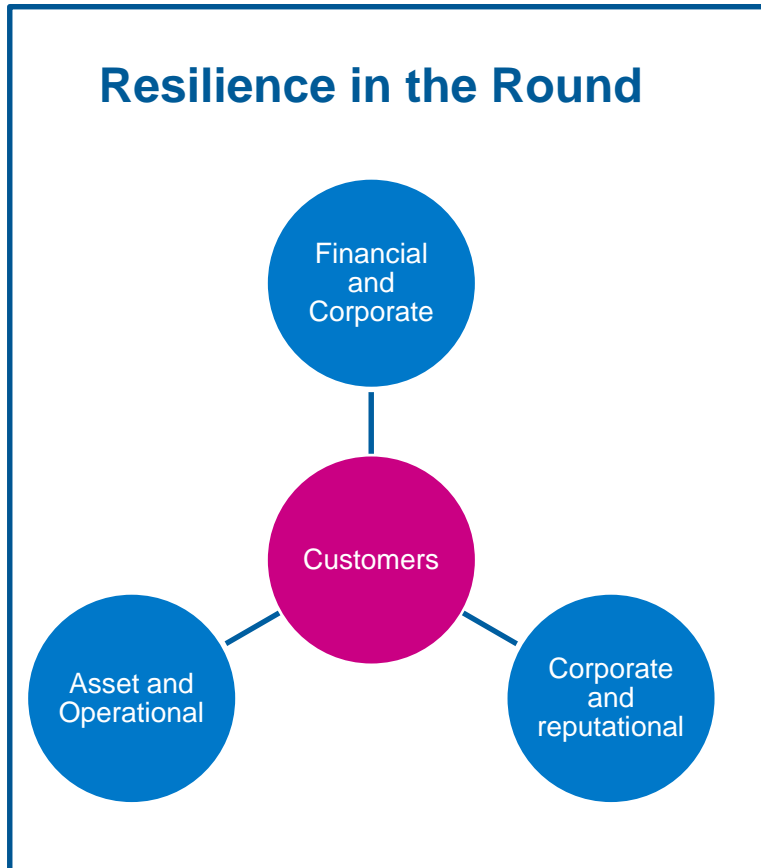 Resilience in the Round
Financial
and
Corporate
Customers
Asset and
Operational
Corporate
and
reputational